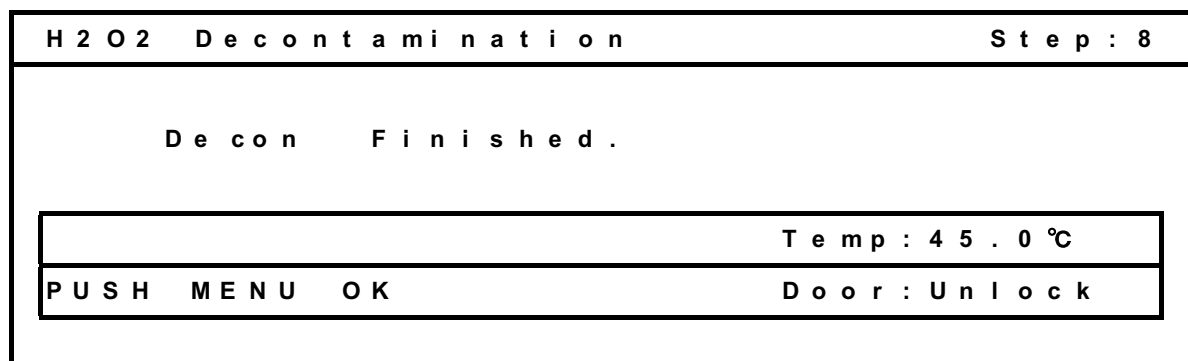 H2O2 Decontamination Step:8
Decon Finished.
Temp:45.0℃
PUSH MENU OK Door:Unlock